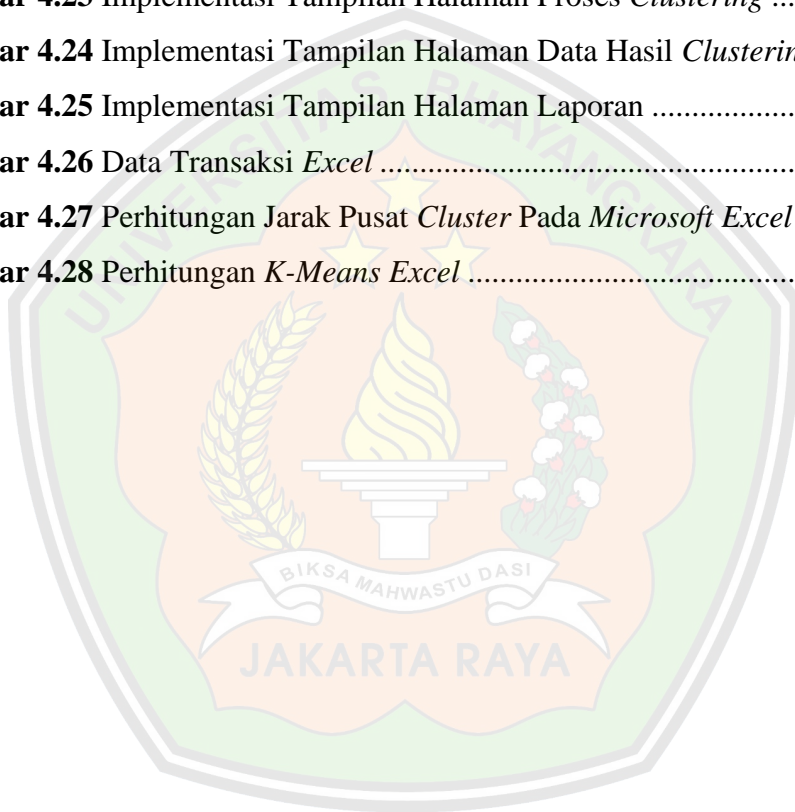 ar 4.23 Implementasi Tampilan Halaman Proses Clustering ...
ar 4.24 Implementasi Tampilan Halaman Data Hasil Clusterin
ar 4.25 Implementasi Tampilan Halaman Laporan ..................
ar 4.26 Data Transaksi Excel .....................................................
ar 4.27 Perhitungan Jarak Pusat Cluster Pada Microsoft Excel
ar 4.28 Perhitungan K-Means Excel ..........................................
UNIVERSITAS BHAYANGKARA
BIKSA MAHWASTU DASI
JAKARTA RAYA